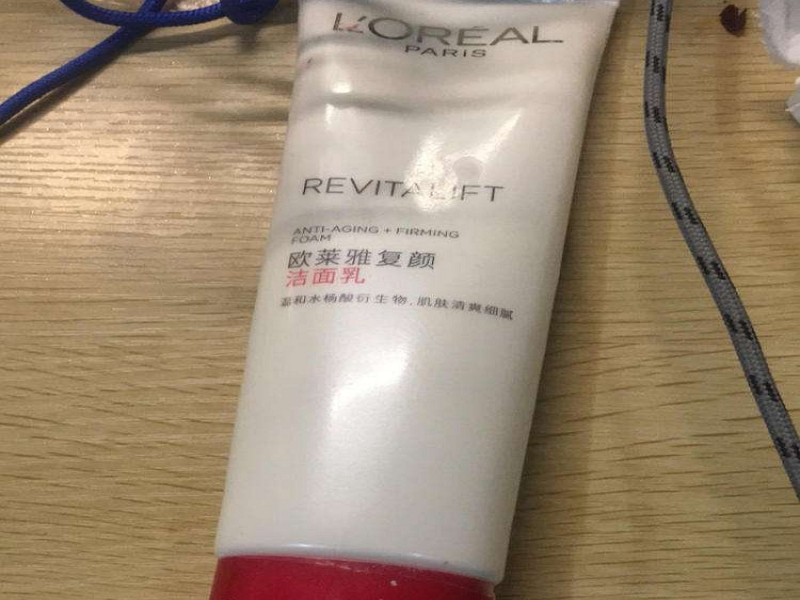 L'ORÉAL
PARIS
REVITALIFT
ANTI-AGING + FIRMING
FOAM
欧莱雅复颜
洁面乳
温和水杨酸衍生物，肌肤清爽细腻